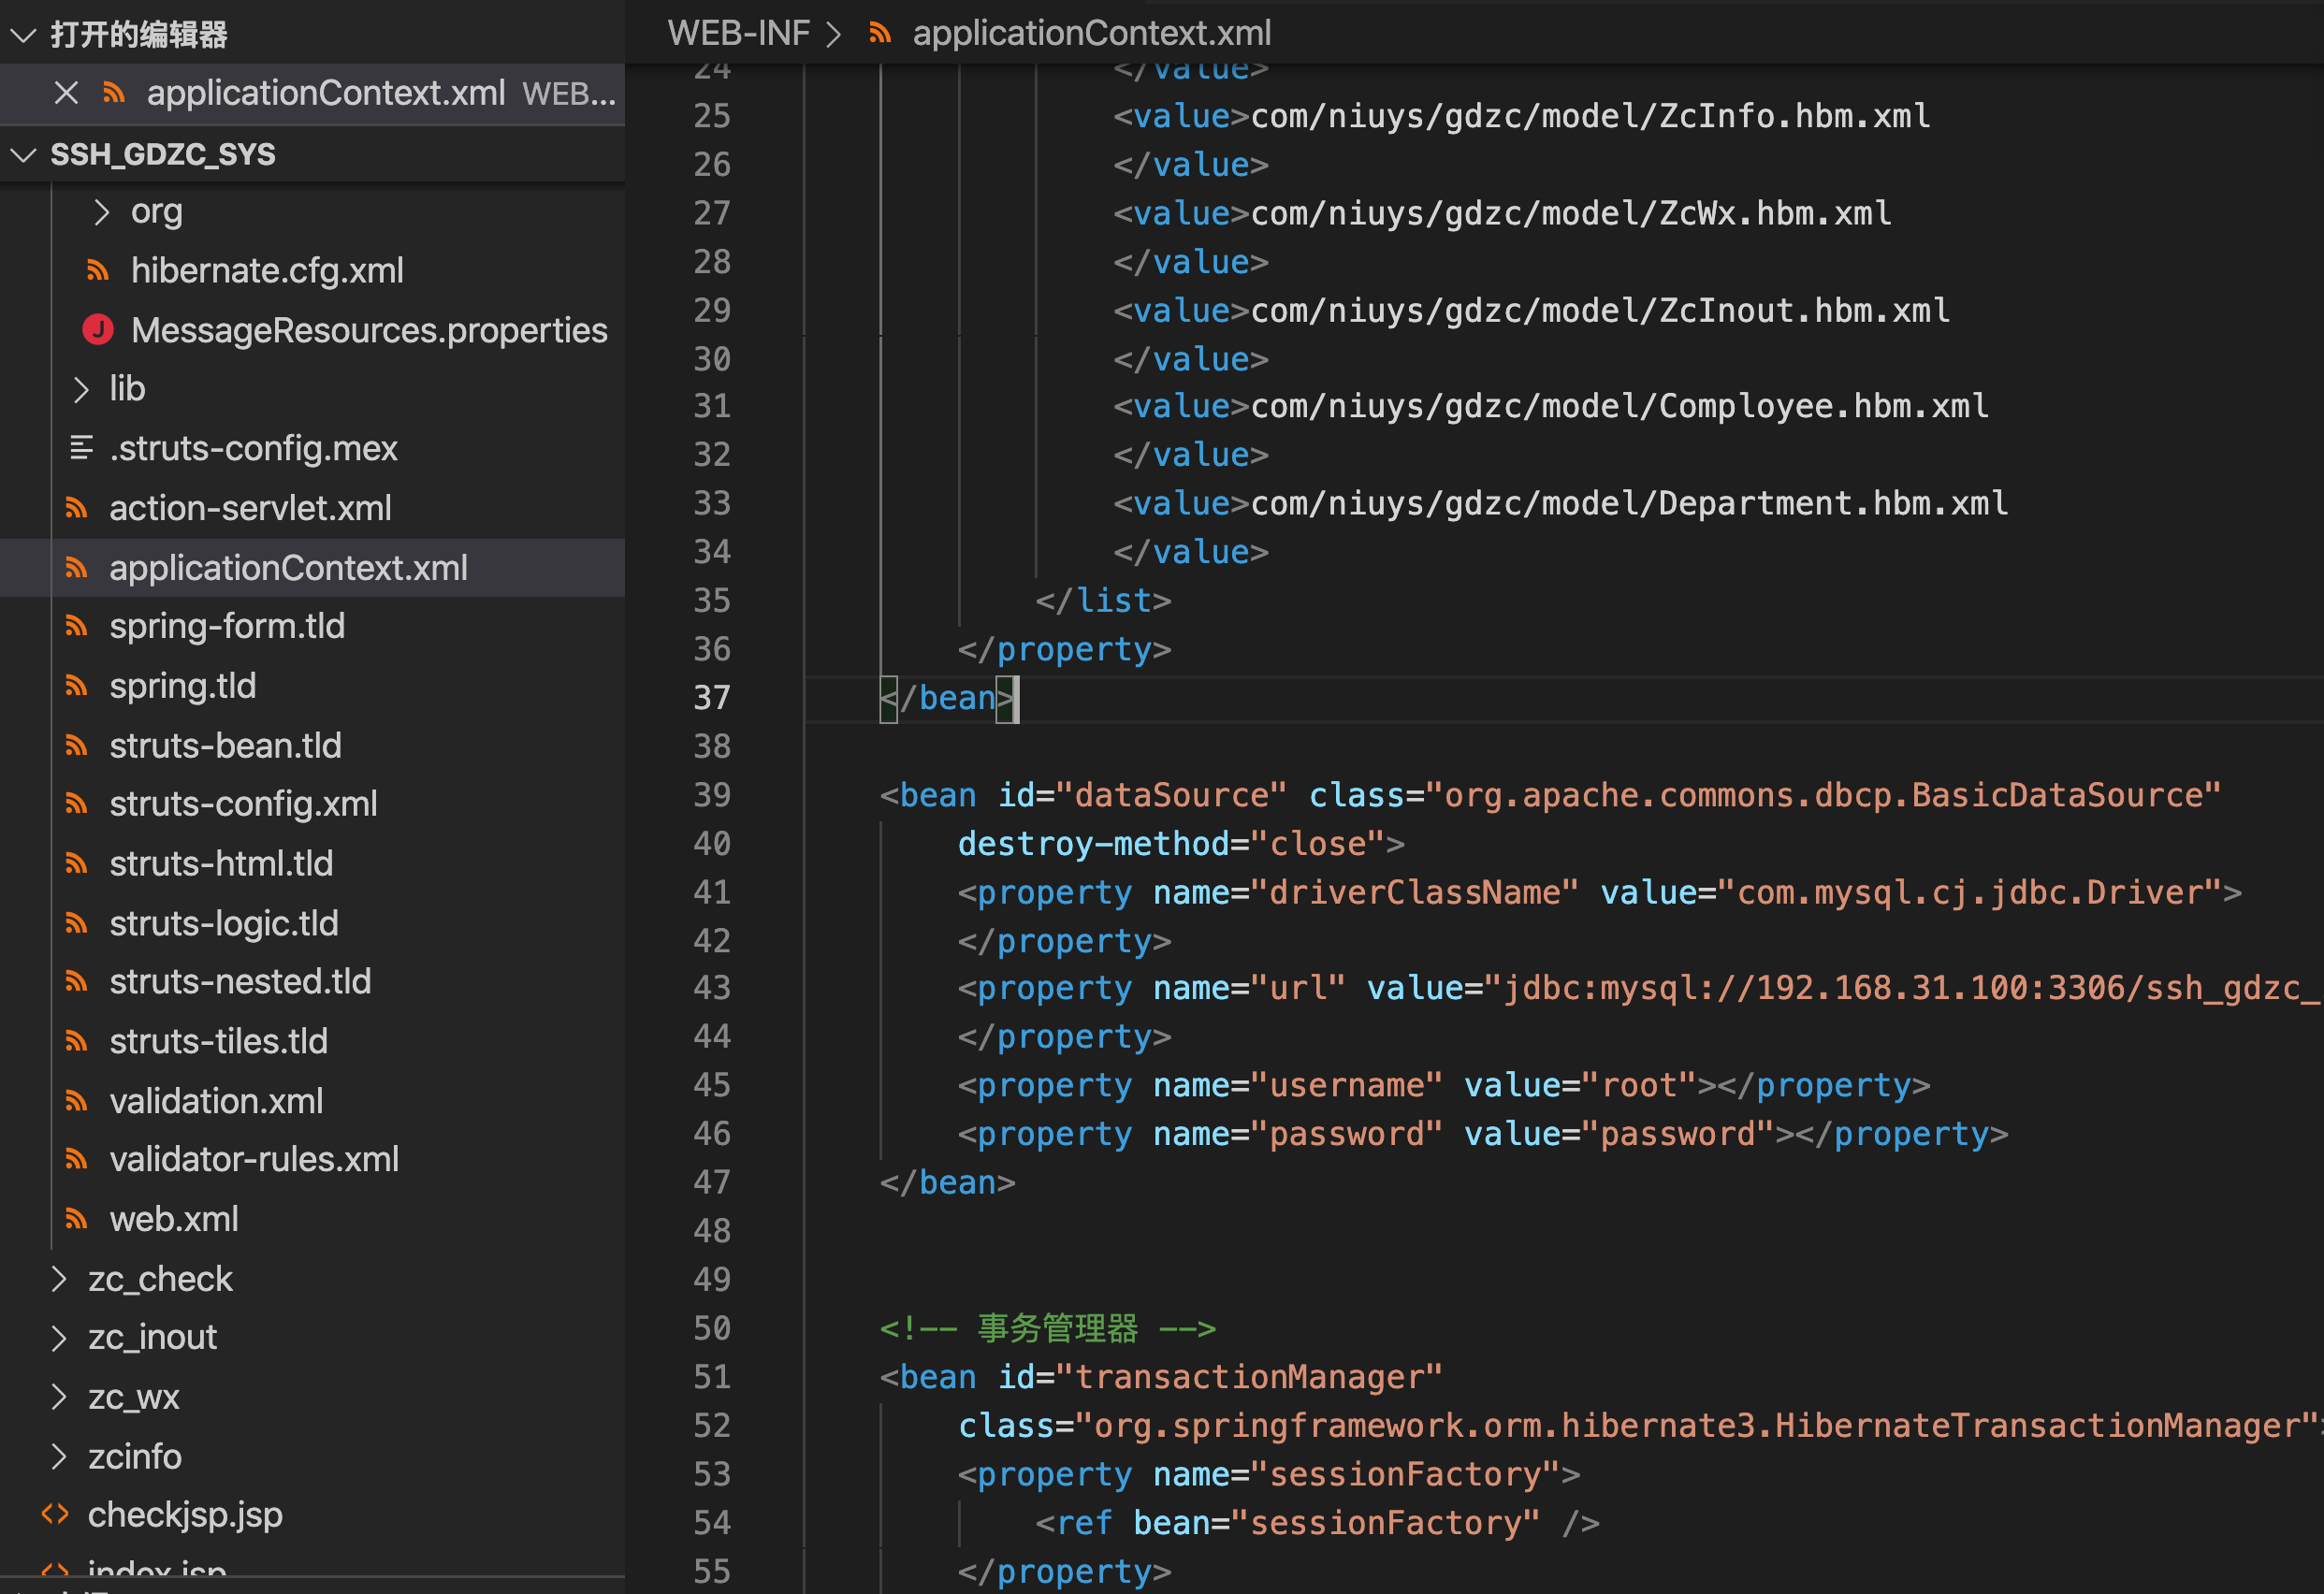 打开的编辑器
applicationContext.xml WEB...
SSH_GDZC_SYS
org
hibernate.cfg.xml
MessageResources.properties
lib
.struts-config.mex
action-servlet.xml
applicationContext.xml
spring-form.tld
spring.tld
struts-bean.tld
struts-config.xml
struts-html.tld
struts-logic.tld
struts-nested.tld
struts-tiles.tld
validation.xml
validator-rules.xml
web.xml
zc_check
zc_inout
zc_wx
zcinfo
checkjsp.jsp
index.jsp
WEB-INF > applicationContext.xml
24 </value>
25 <value>com/niuys/gdzc/model/ZcInfo.hbm.xml
26 </value>
27 <value>com/niuys/gdzc/model/ZcWx.hbm.xml
28 </value>
29 <value>com/niuys/gdzc/model/ZcInout.hbm.xml
30 </value>
31 <value>com/niuys/gdzc/model/Comployee.hbm.xml
32 </value>
33 <value>com/niuys/gdzc/model/Department.hbm.xml
34 </value>
35 </list>
36 </property>
37 </bean>
38
39 <bean id="dataSource" class="org.apache.commons.dbcp.BasicDataSource"
40 destroy-method="close">
41 <property name="driverClassName" value="com.mysql.cj.jdbc.Driver">
42 </property>
43 <property name="url" value="jdbc:mysql://192.168.31.100:3306/ssh_gdzc_
44 </property>
45 <property name="username" value="root"></property>
46 <property name="password" value="password"></property>
47 </bean>
48
49
50 <!-- 事务管理器 -->
51 <bean id="transactionManager"
52 class="org.springframework.orm.hibernate3.HibernateTransactionManager">
53 <property name="sessionFactory">
54 <ref bean="sessionFactory" />
55 </property>